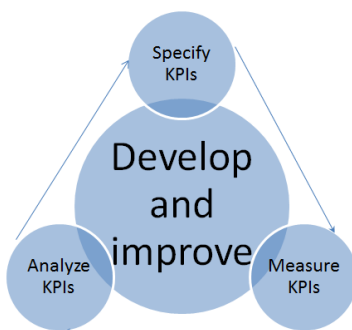 Specify
KPIs
Develop
and
improve
Analyze
KPIs
Measure
KPIs